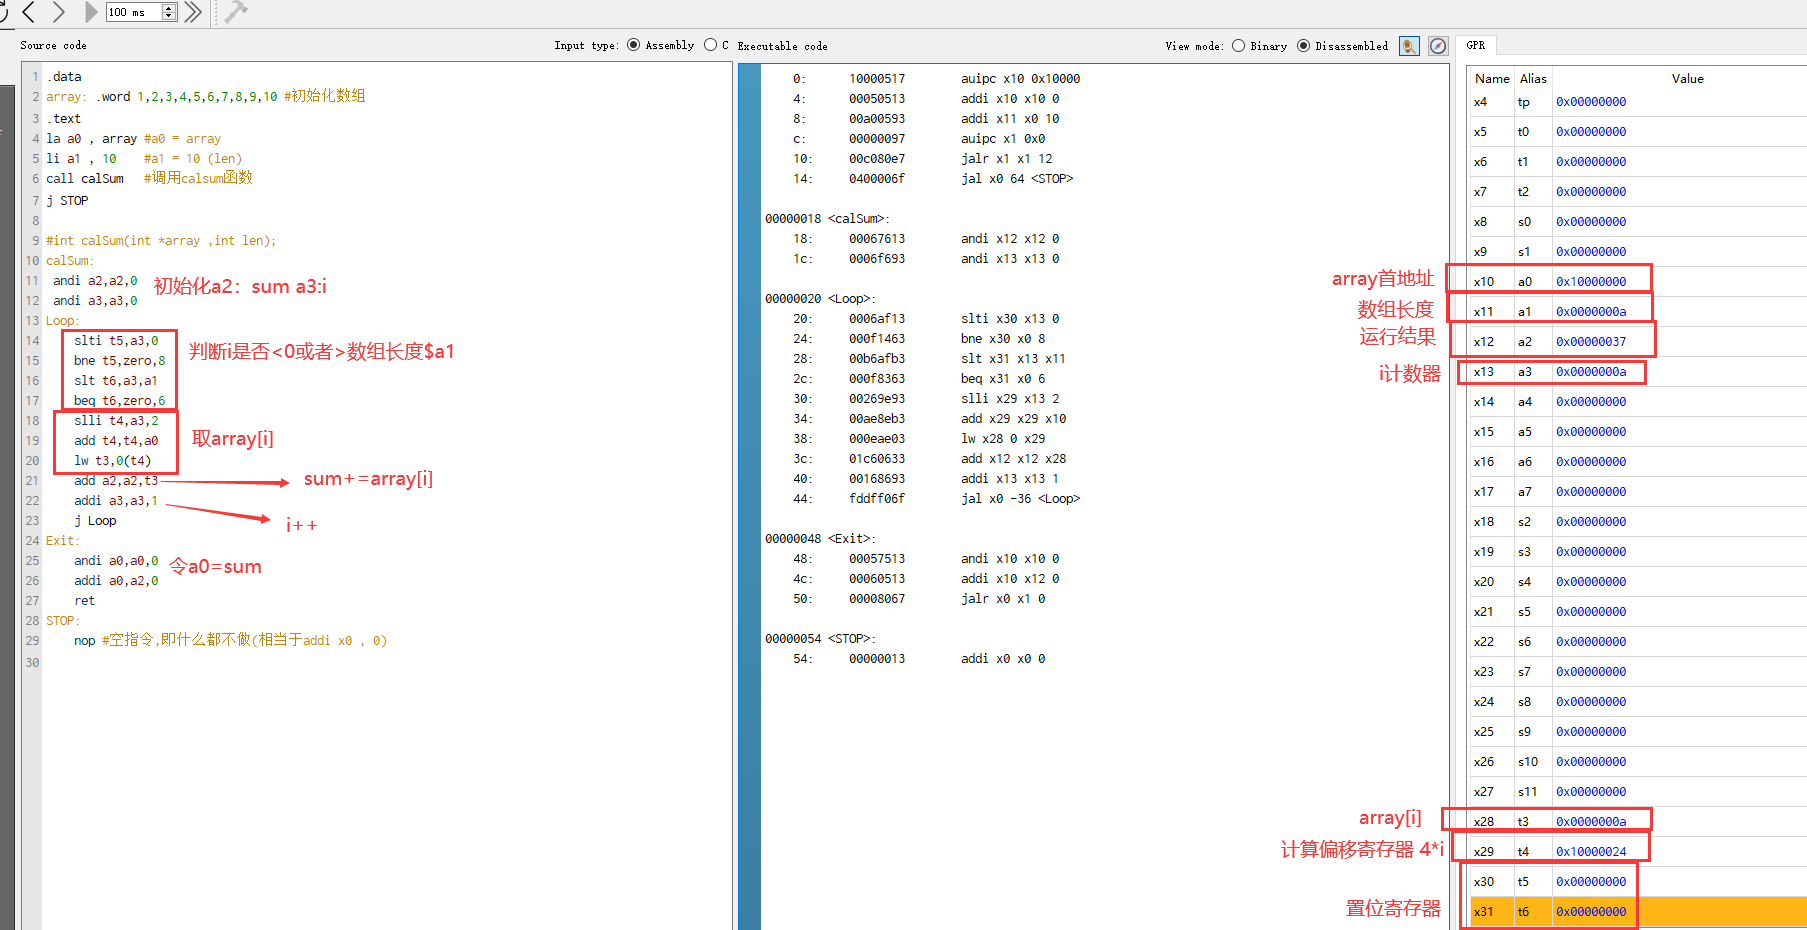 100 ms
Source code
Input type: Assembly C
Executable code
View mode: Binary Disassembled
GPR
1 .data
2 array: .word 1,2,3,4,5,6,7,8,9,10 #初始化数组
3 .text
4 la a0 , array #a0 = array
5 li a1 , 10 #a1 = 10 (len)
6 call calSum #调用calsum函数
7 j STOP
8
9 #int calSum(int *array ,int len);
10 calSum:
11 andi a2,a2,0
12 andi a3,a3,0
初始化a2：sum a3:i
13 Loop:
14 slti t5,a3,0
15 bne t5,zero,8
16 slt t6,a3,a1
17 beq t6,zero,6
判断i是否<0或者>数组长度$a1
18 slli t4,a3,2
19 add t4,t4,a0
20 lw t3,0(t4)
取array[i]
21 add a2,a2,t3
sum+=array[i]
22 addi a3,a3,1
i++
23 j Loop
24 Exit:
25 andi a0,a0,0
26 addi a0,a2,0
令a0=sum
27 ret
28 STOP:
29 nop #空指令,即什么都不做(相当于addi x0 , 0)
30
0: 10000517 auipc x10 0x10000
4: 00050513 addi x10 x10 0
8: 00a00593 addi x11 x0 10
c: 00000097 auipc x1 0x0
10: 00c080e7 jalr x1 x1 12
14: 0400006f jal x0 64 <STOP>
00000018 <calSum>:
18: 00067613 andi x12 x12 0
1c: 0006f693 andi x13 x13 0
00000020 <Loop>:
20: 0006af13 slti x30 x13 0
24: 000f1463 bne x30 x0 8
28: 00b6afb3 slt x31 x13 x11
2c: 000f8363 beq x31 x0 6
30: 00269e93 slli x29 x13 2
34: 00ae8eb3 add x29 x29 x10
38: 000eae03 lw x28 0 x29
3c: 01c60633 add x12 x12 x28
40: 00168693 addi x13 x13 1
44: fddff06f jal x0 -36 <Loop>
00000048 <Exit>:
48: 00057513 andi x10 x10 0
4c: 00060513 addi x10 x12 0
50: 00008067 jalr x0 x1 0
00000054 <STOP>:
54: 00000013 addi x0 x0 0
Name Alias Value
x4 tp 0x00000000
x5 t0 0x00000000
x6 t1 0x00000000
x7 t2 0x00000000
x8 s0 0x00000000
x9 s1 0x00000000
array首地址 x10 a0 0x10000000
数组长度 x11 a1 0x0000000a
运行结果 x12 a2 0x00000037
i计数器 x13 a3 0x0000000a
x14 a4 0x00000000
x15 a5 0x00000000
x16 a6 0x00000000
x17 a7 0x00000000
x18 s2 0x00000000
x19 s3 0x00000000
x20 s4 0x00000000
x21 s5 0x00000000
x22 s6 0x00000000
x23 s7 0x00000000
x24 s8 0x00000000
x25 s9 0x00000000
x26 s10 0x00000000
x27 s11 0x00000000
array[i] x28 t3 0x0000000a
计算偏移寄存器 4*i x29 t4 0x10000024
x30 t5 0x00000000
置位寄存器 x31 t6 0x00000000